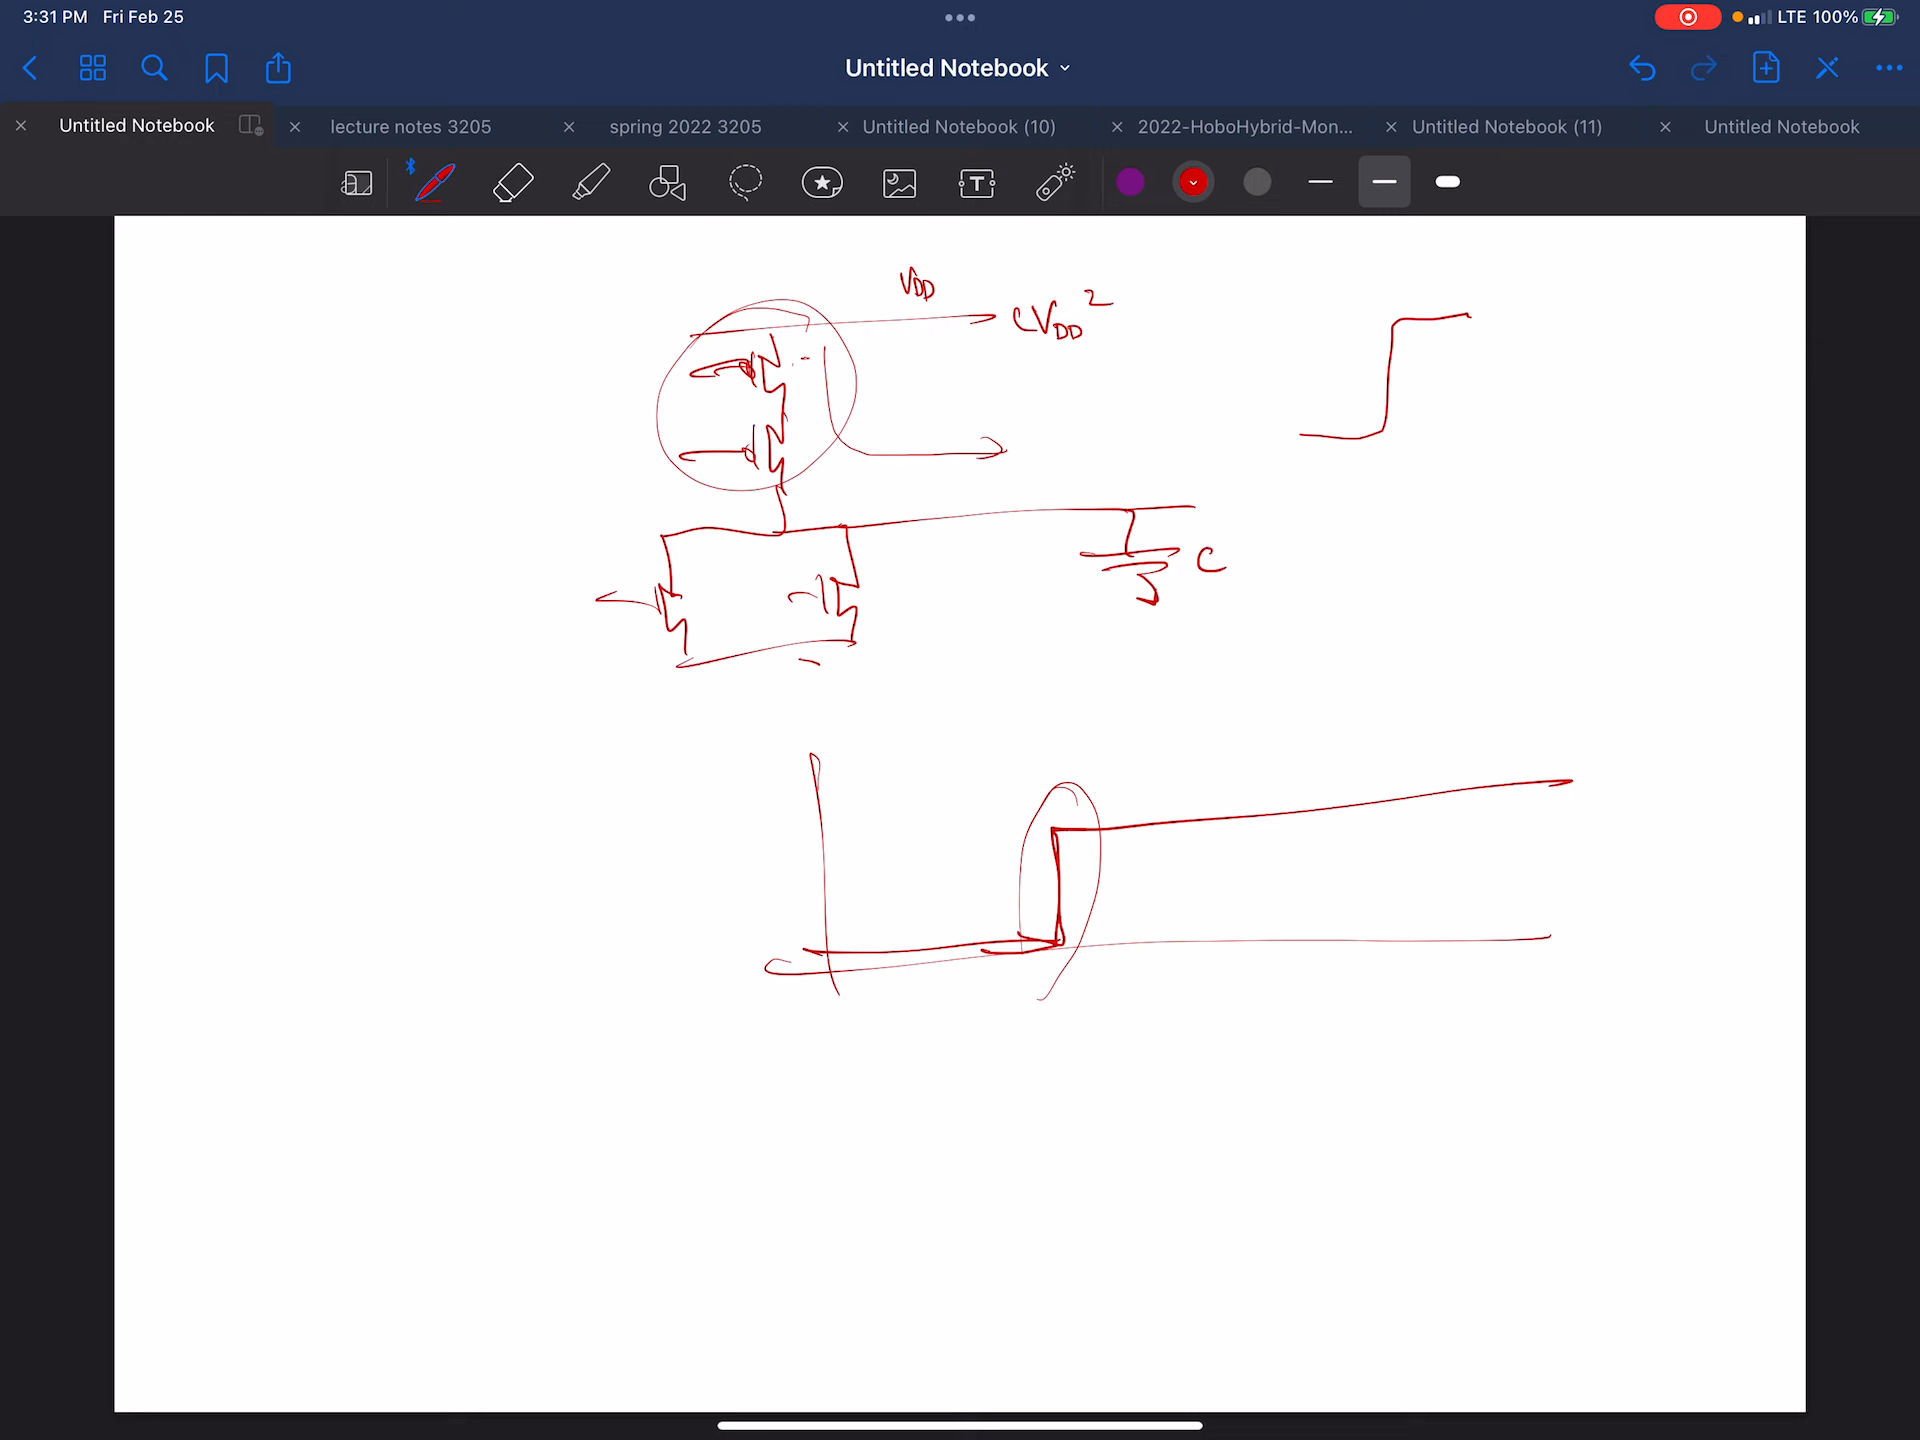 3:31 PM Fri Feb 25
LTE 100%
Untitled Notebook
Untitled Notebook
lecture notes 3205
spring 2022 3205
Untitled Notebook (10)
2022-HoboHybrid-Mon...
Untitled Notebook (11)
Untitled Notebook
T
VDD
CVDD²
C